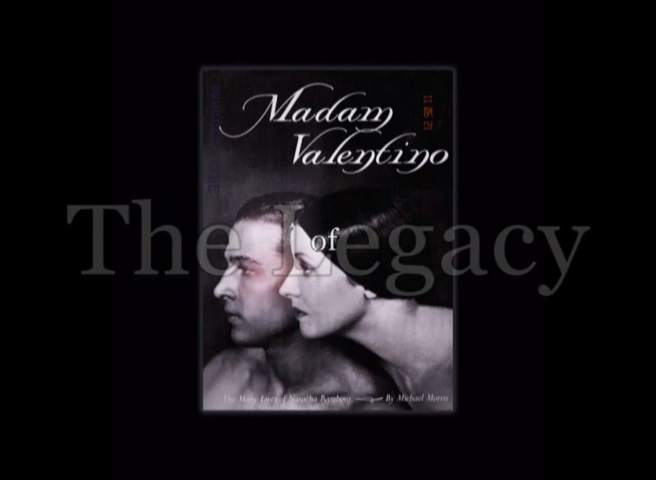 Madam
Valentino
The Legacy
of
The Many Lives of Natacha Rambova By Michael Morris